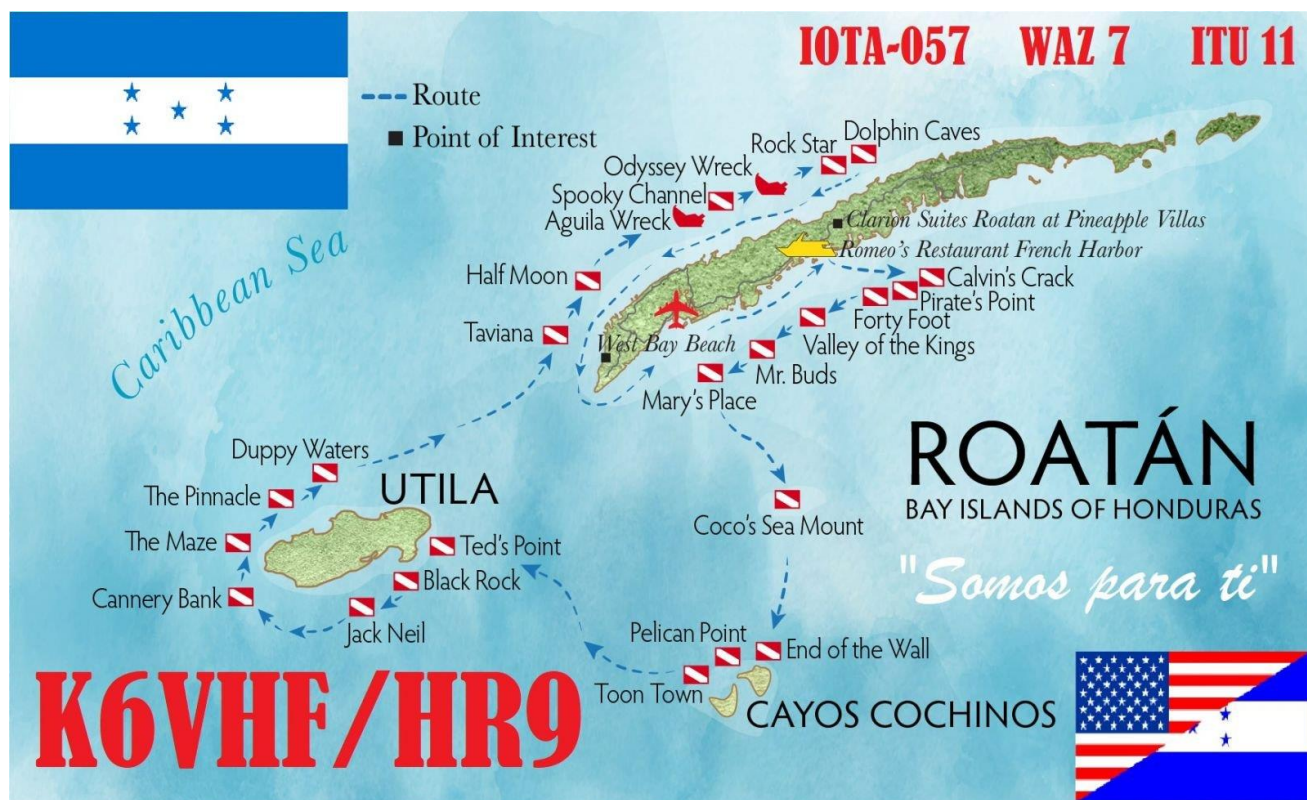 IOTA-057 WAZ 7 ITU 11
Route
Point of Interest
Caribbean Sea
Dolphin Caves
Rock Star
Odyssey Wreck
Spooky Channel
Aguila Wreck
Clarion Suites Roatan at Pineapple Villas
Romeo's Restaurant French Harbor
Half Moon
Calvin's Crack
Pirate's Point
Forty Foot
Taviana
West Bay Beach
Valley of the Kings
Mr. Buds
Mary's Place
ROATÁN
BAY ISLANDS OF HONDURAS
"Somos para ti"
Duppy Waters
The Pinnacle
UTILA
The Maze
Ted's Point
Cannery Bank
Black Rock
Jack Neil
Coco's Sea Mount
Pelican Point
End of the Wall
Toon Town
CAYOS COCHINOS
K6VHF/HR9